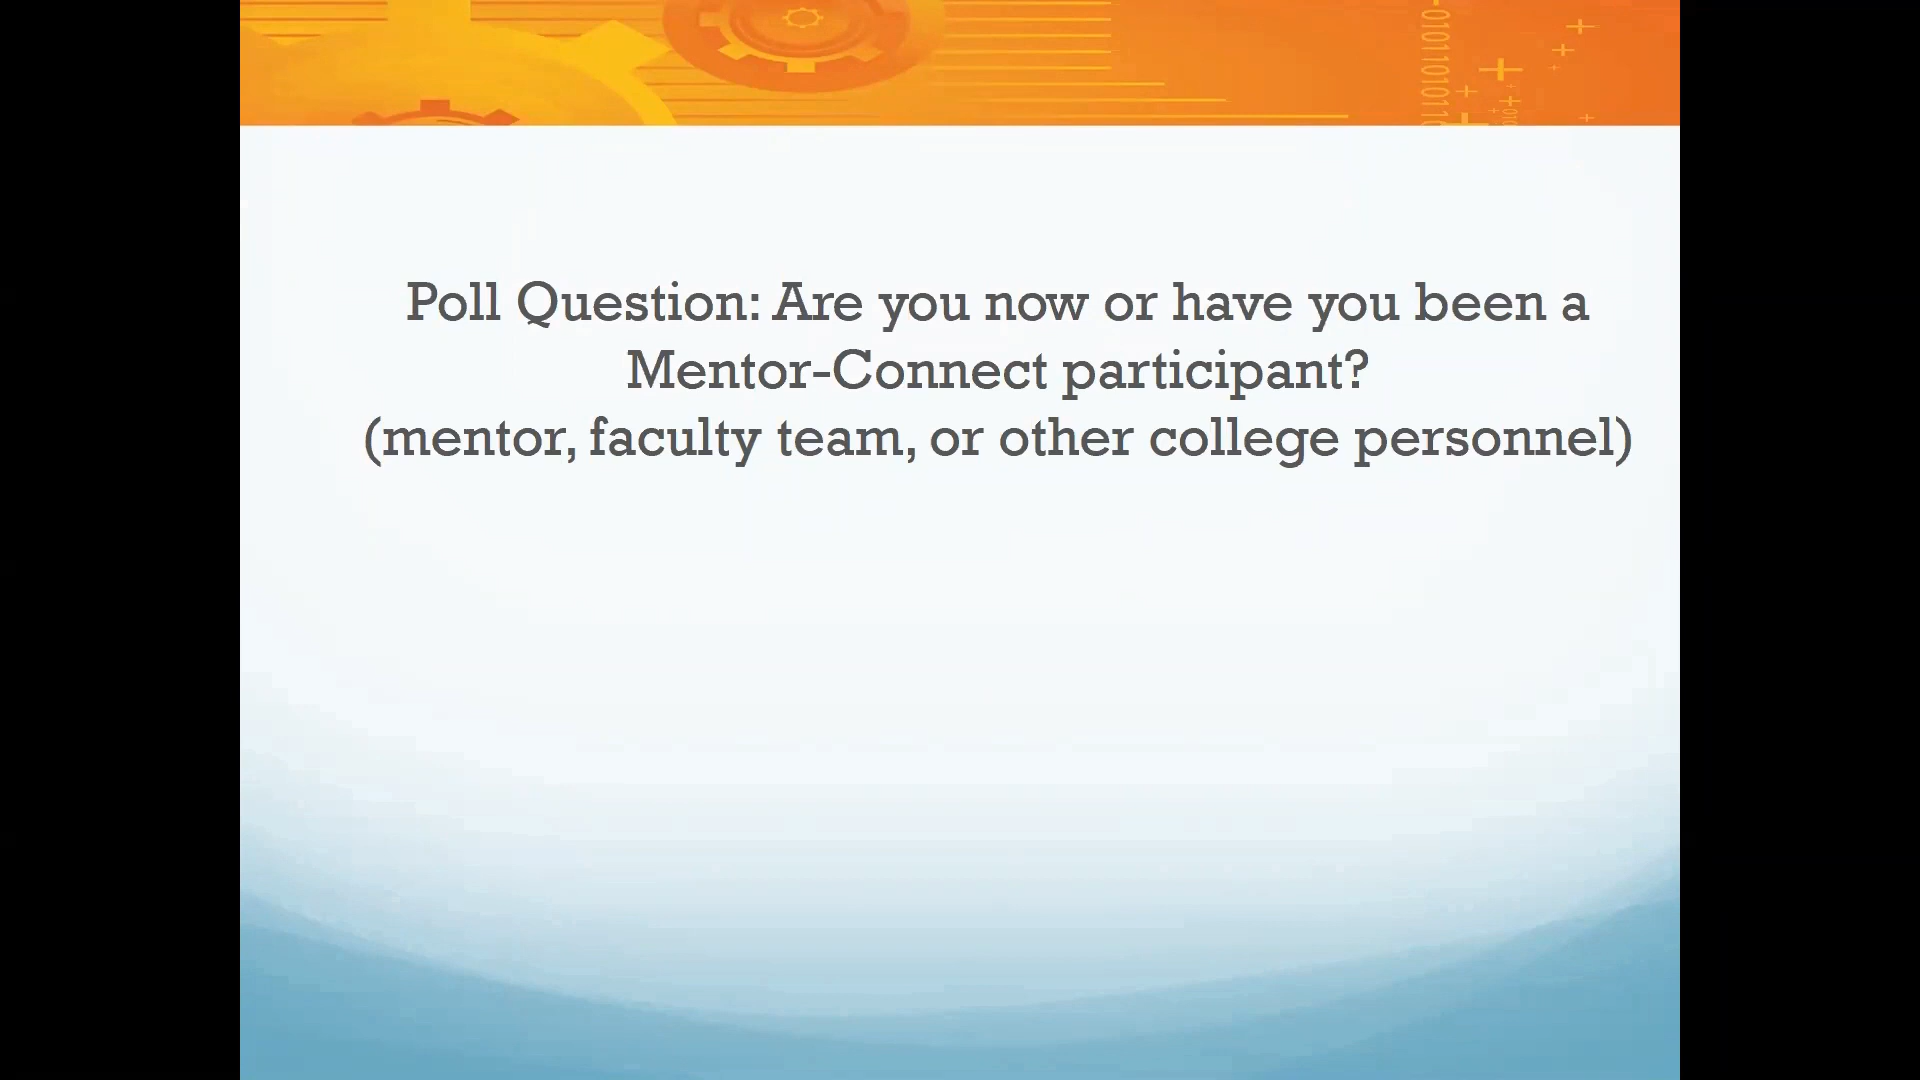 Poll Question: Are you now or have you been a
Mentor-Connect participant?
(mentor, faculty team, or other college personnel)